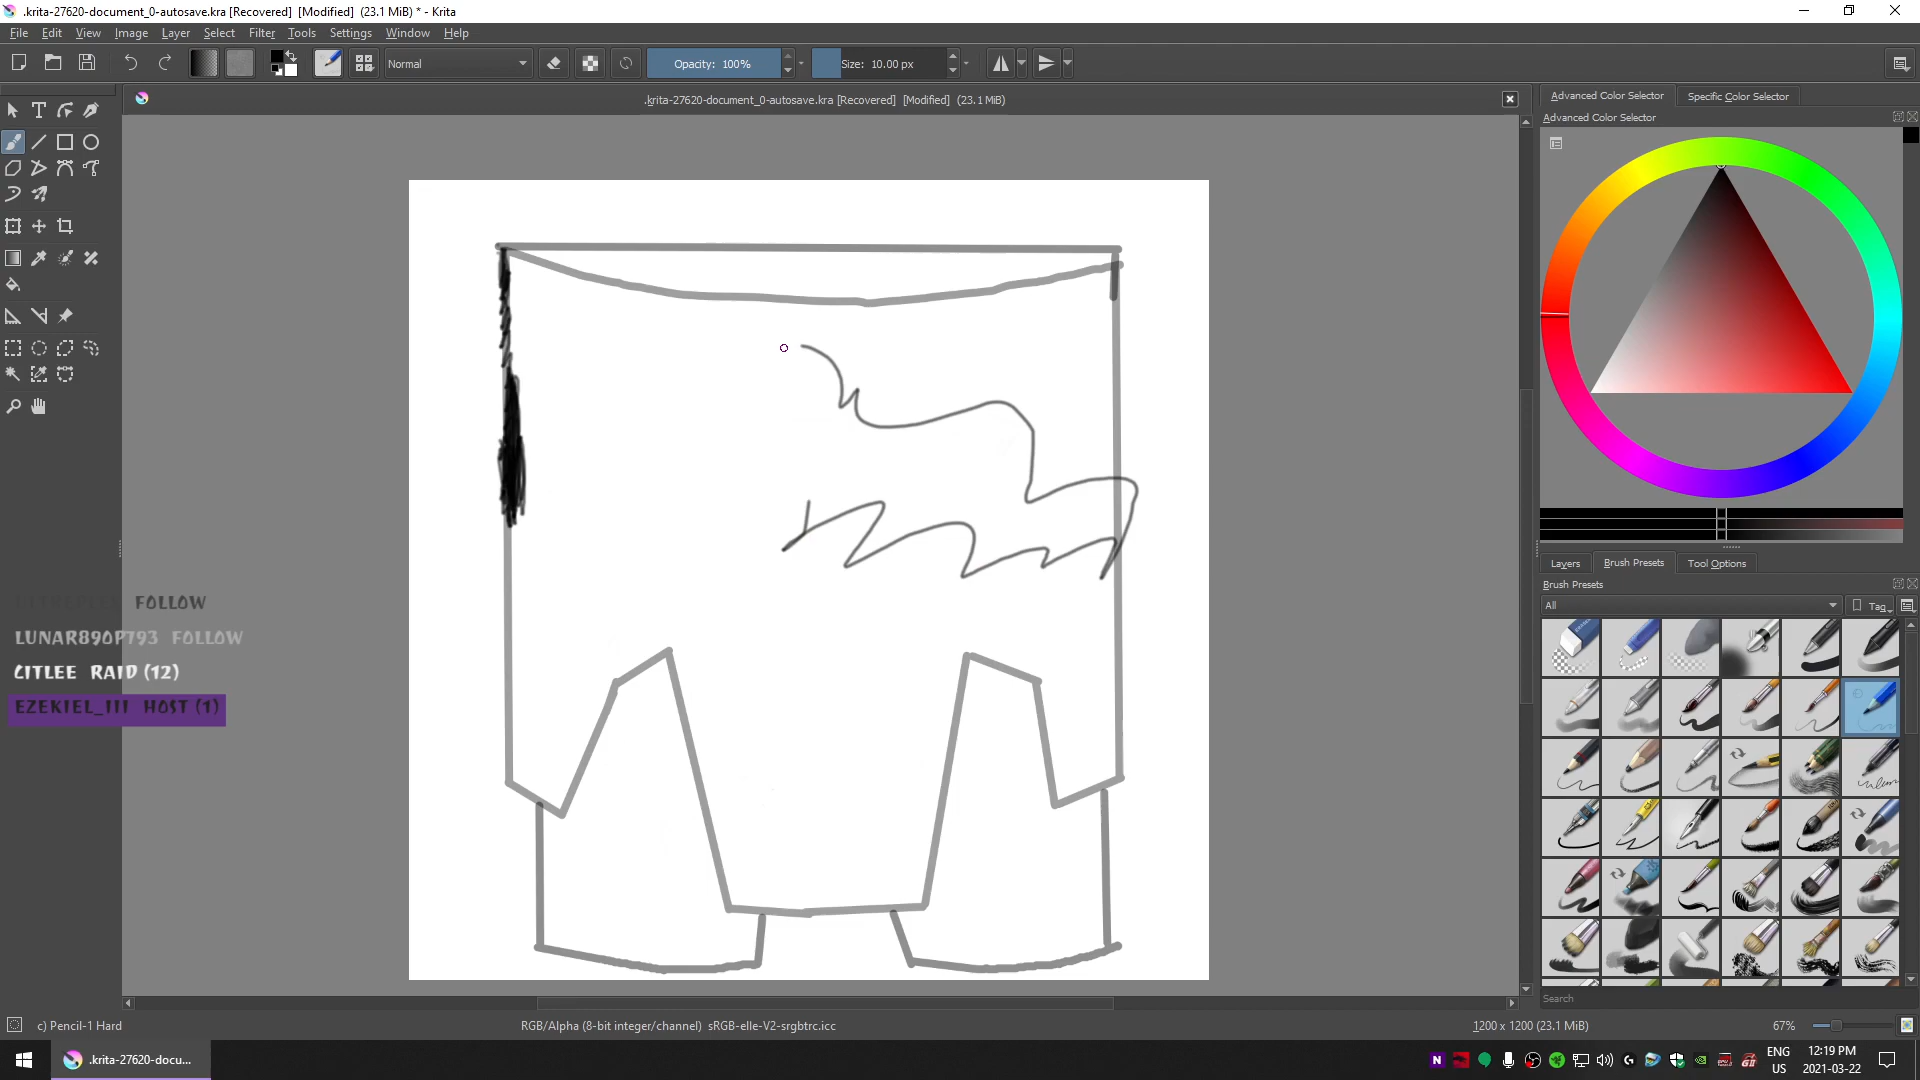 .krita-27620-document_0-autosave.kra [Recovered]  [Modified]  (23.1 MiB) * - Krita
File Edit View Image Layer Select Filter Tools Settings Window Help
Normal Opacity: 100% Size: 10.00 px
.krita-27620-document_0-autosave.kra [Recovered]  [Modified]  (23.1 MiB)
Advanced Color Selector Specific Color Selector
Advanced Color Selector
Layers Brush Presets Tool Options
Brush Presets
All Tag
FOLLOW
LUNAR890P793 FOLLOW
CITLEE RAID (12)
EZEKIEL_III HOST (1)
Search
c) Pencil-1 Hard RGB/Alpha (8-bit integer/channel)  sRGB-elle-V2-srgbtrc.icc 1200 x 1200 (23.1 MiB) 67%
.krita-27620-docu... ENG 12:19 PM
US 2021-03-22